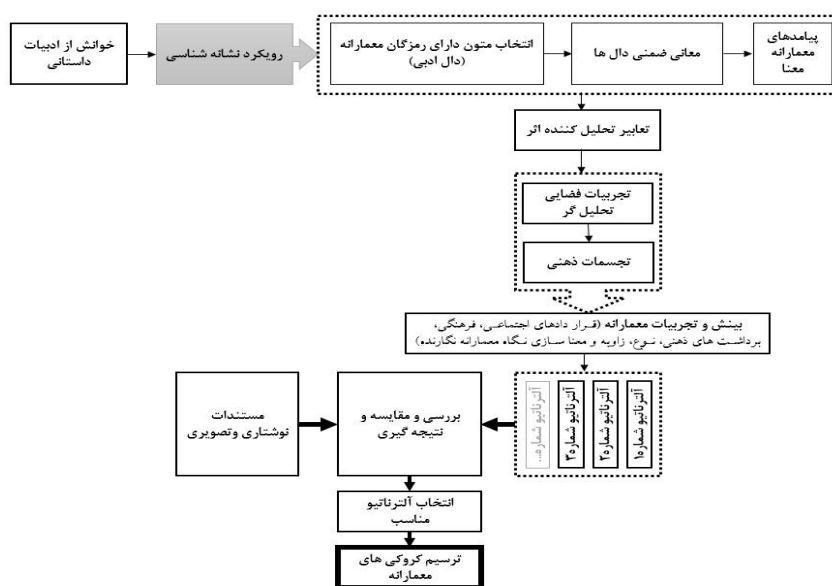 خوانش از ادبیات
داستانی
رویکرد نشانه شناسی
انتخاب متون دارای رمزگان معمارانه
(دال ادبی)
معانی ضمنی دال ها
پیامدهای
معمارانه
معنا
تعابیر تحلیل کننده اثر
تجربیات فضایی
تحلیل گر
تجسمات ذهنی
بینش و تجربیات معمارانه (قرار دادهای اجتماعی، فرهنگی،
برداشت های ذهنی، نوع، زاویه و معنا سازی نگاه معمارانه نگارنده)
آلترناتیو شماره۱
آلترناتیو شماره۲
آلترناتیو شماره۳
آلترناتیو شماره...
بررسی و مقایسه و
نتیجه گیری
مستندات
نوشتاری وتصویری
انتخاب آلترناتیو
مناسب
ترسیم کروکی های
معمارانه